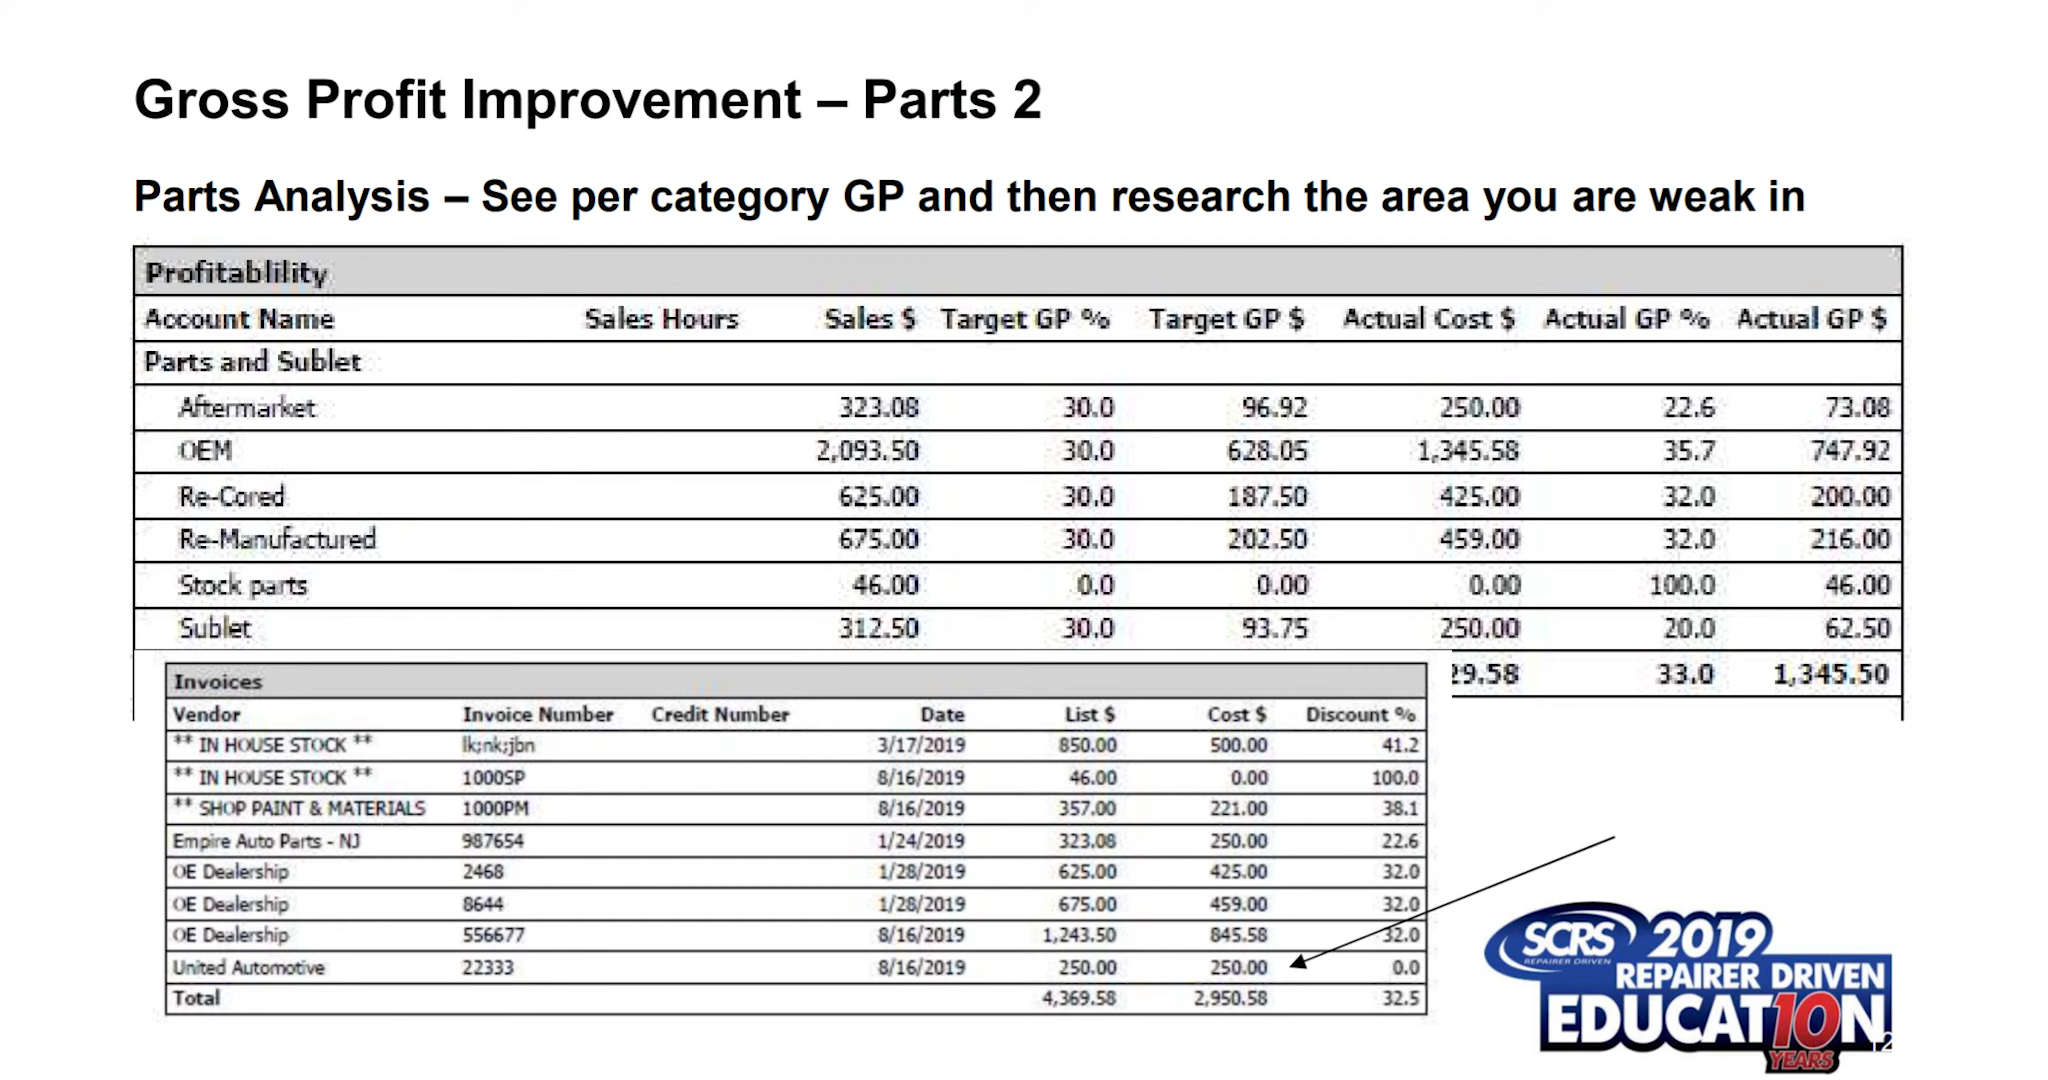 Gross Profit Improvement – Parts 2
Parts Analysis – See per category GP and then research the area you are weak in
Profitablility
Account Name Sales Hours Sales $ Target GP % Target GP $ Actual Cost $ Actual GP % Actual GP $
Parts and Sublet
Aftermarket 323.08 30.0 96.92 250.00 22.6 73.08
OEM 2,093.50 30.0 628.05 1,345.58 35.7 747.92
Re-Cored 625.00 30.0 187.50 425.00 32.0 200.00
Re-Manufactured 675.00 30.0 202.50 459.00 32.0 216.00
Stock parts 46.00 0.0 0.00 0.00 100.0 46.00
Sublet 312.50 30.0 93.75 250.00 20.0 62.50
29.58 33.0 1,345.50
Invoices
Vendor Invoice Number Credit Number Date List $ Cost $ Discount %
** IN HOUSE STOCK ** lk;nk;jbn 3/17/2019 850.00 500.00 41.2
** IN HOUSE STOCK ** 1000SP 8/16/2019 46.00 0.00 100.0
** SHOP PAINT & MATERIALS 1000PM 8/16/2019 357.00 221.00 38.1
Empire Auto Parts - NJ 987654 1/24/2019 323.08 250.00 22.6
OE Dealership 2468 1/28/2019 625.00 425.00 32.0
OE Dealership 8644 1/28/2019 675.00 459.00 32.0
OE Dealership 556677 8/16/2019 1,243.50 845.58 32.0
United Automotive 22333 8/16/2019 250.00 250.00 0.0
Total 4,369.58 2,950.58 32.5
SCRS 2019
REPAIRER DRIVEN
REPAIRER DRIVEN
EDUCAT10N
YEARS
12